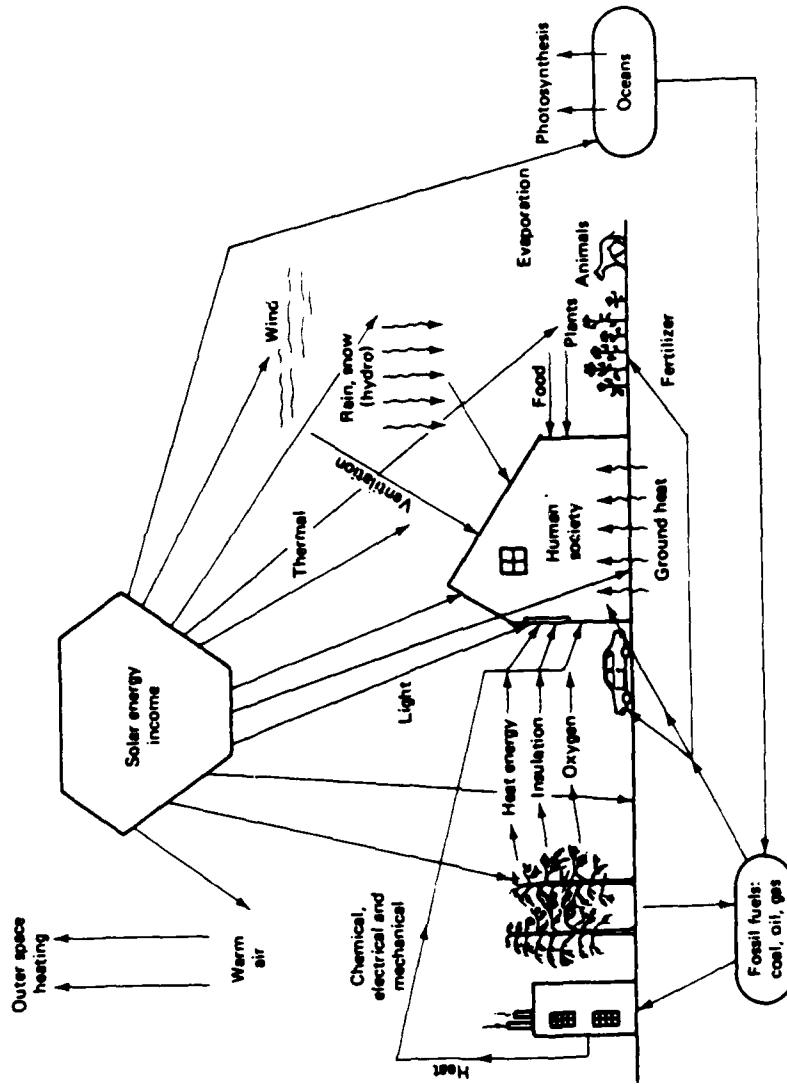 Outer space
heating
Warm
air
Solar energy
income
Light
Thermal
Ventilation
Wind
Rain, snow
(hydro)
Evaporation
Photosynthesis
Oceans
Chemical,
electrical and
mechanical
Heat
Heat energy
Insulation
Oxygen
Human
society
Food
Plants
Animals
Ground heat
Fertilizer
Fossil fuels:
coal, oil, gas